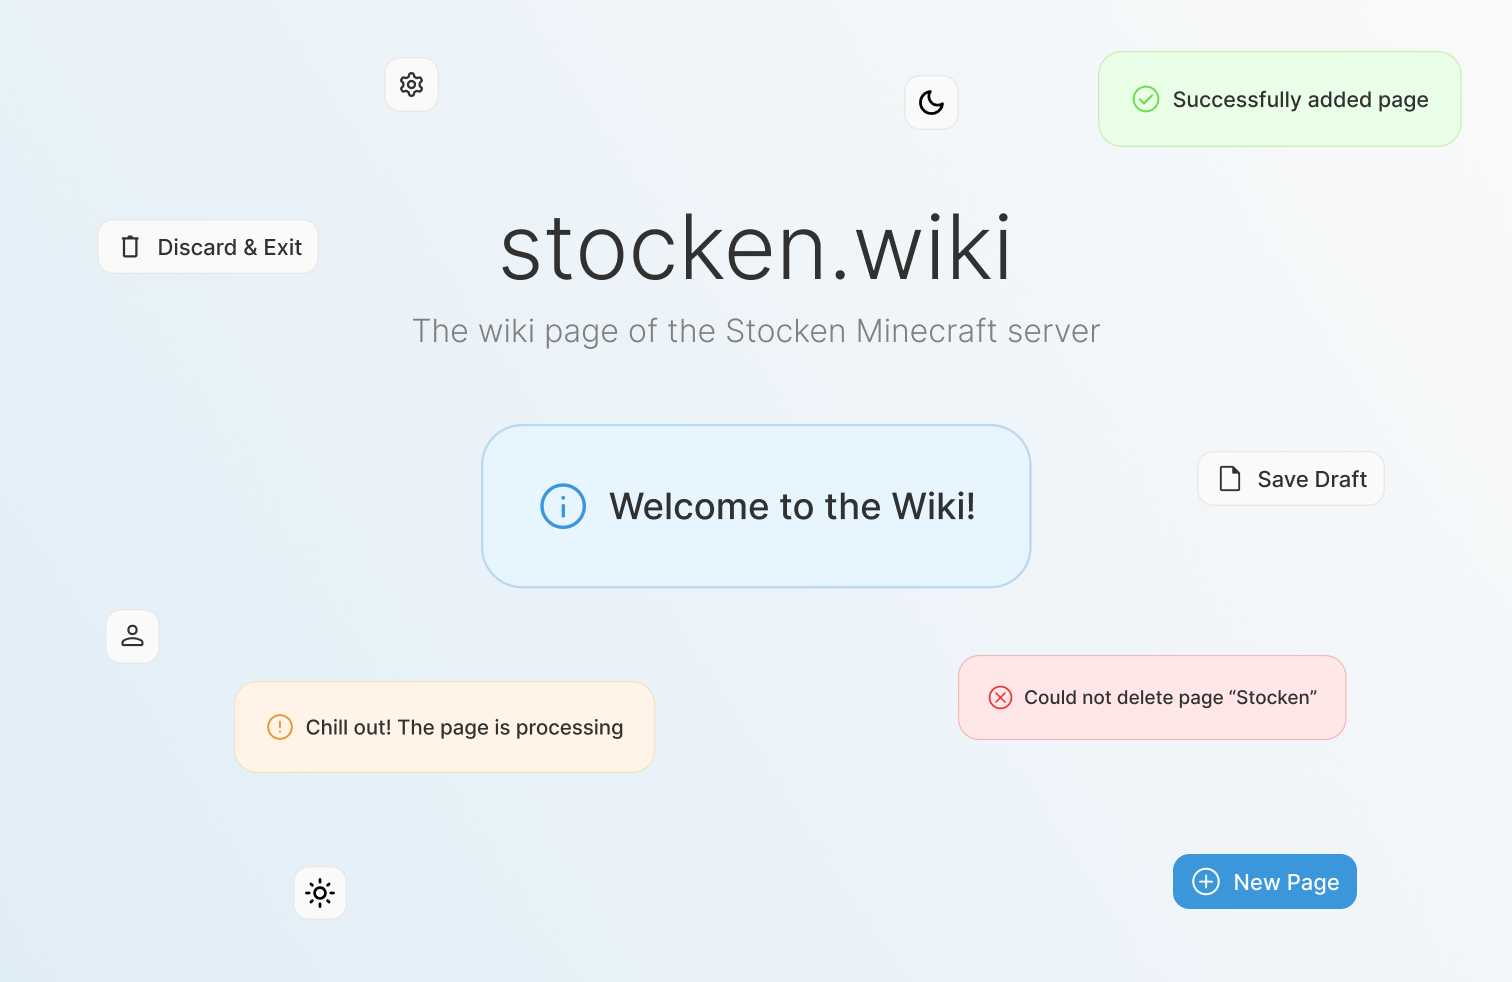 Successfully added page
stocken.wiki
Discard & Exit
The wiki page of the Stocken Minecraft server
Save Draft
Welcome to the Wiki!
Could not delete page “Stocken”
Chill out! The page is processing
New Page